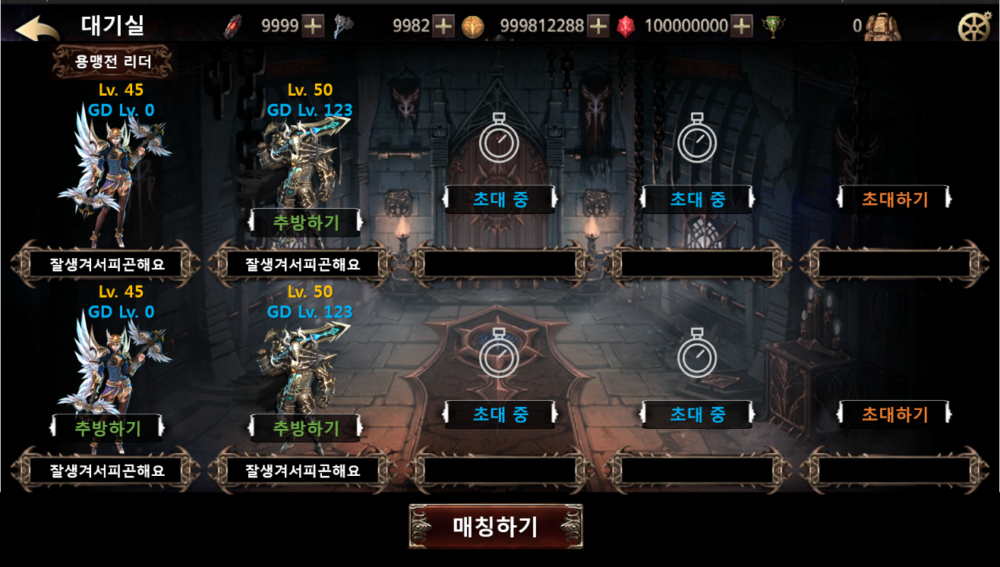 대기실 9999 9982 999812288 100000000 0
용맹전 리더
Lv. 45 Lv. 50
GD Lv. 0 GD Lv. 123
초대 중 초대 중 초대하기
추방하기
잘생겨서피곤해요 잘생겨서피곤해요
Lv. 45 Lv. 50
GD Lv. 0 GD Lv. 123
초대 중 초대 중 초대하기
추방하기 추방하기
잘생겨서피곤해요 잘생겨서피곤해요
매칭하기